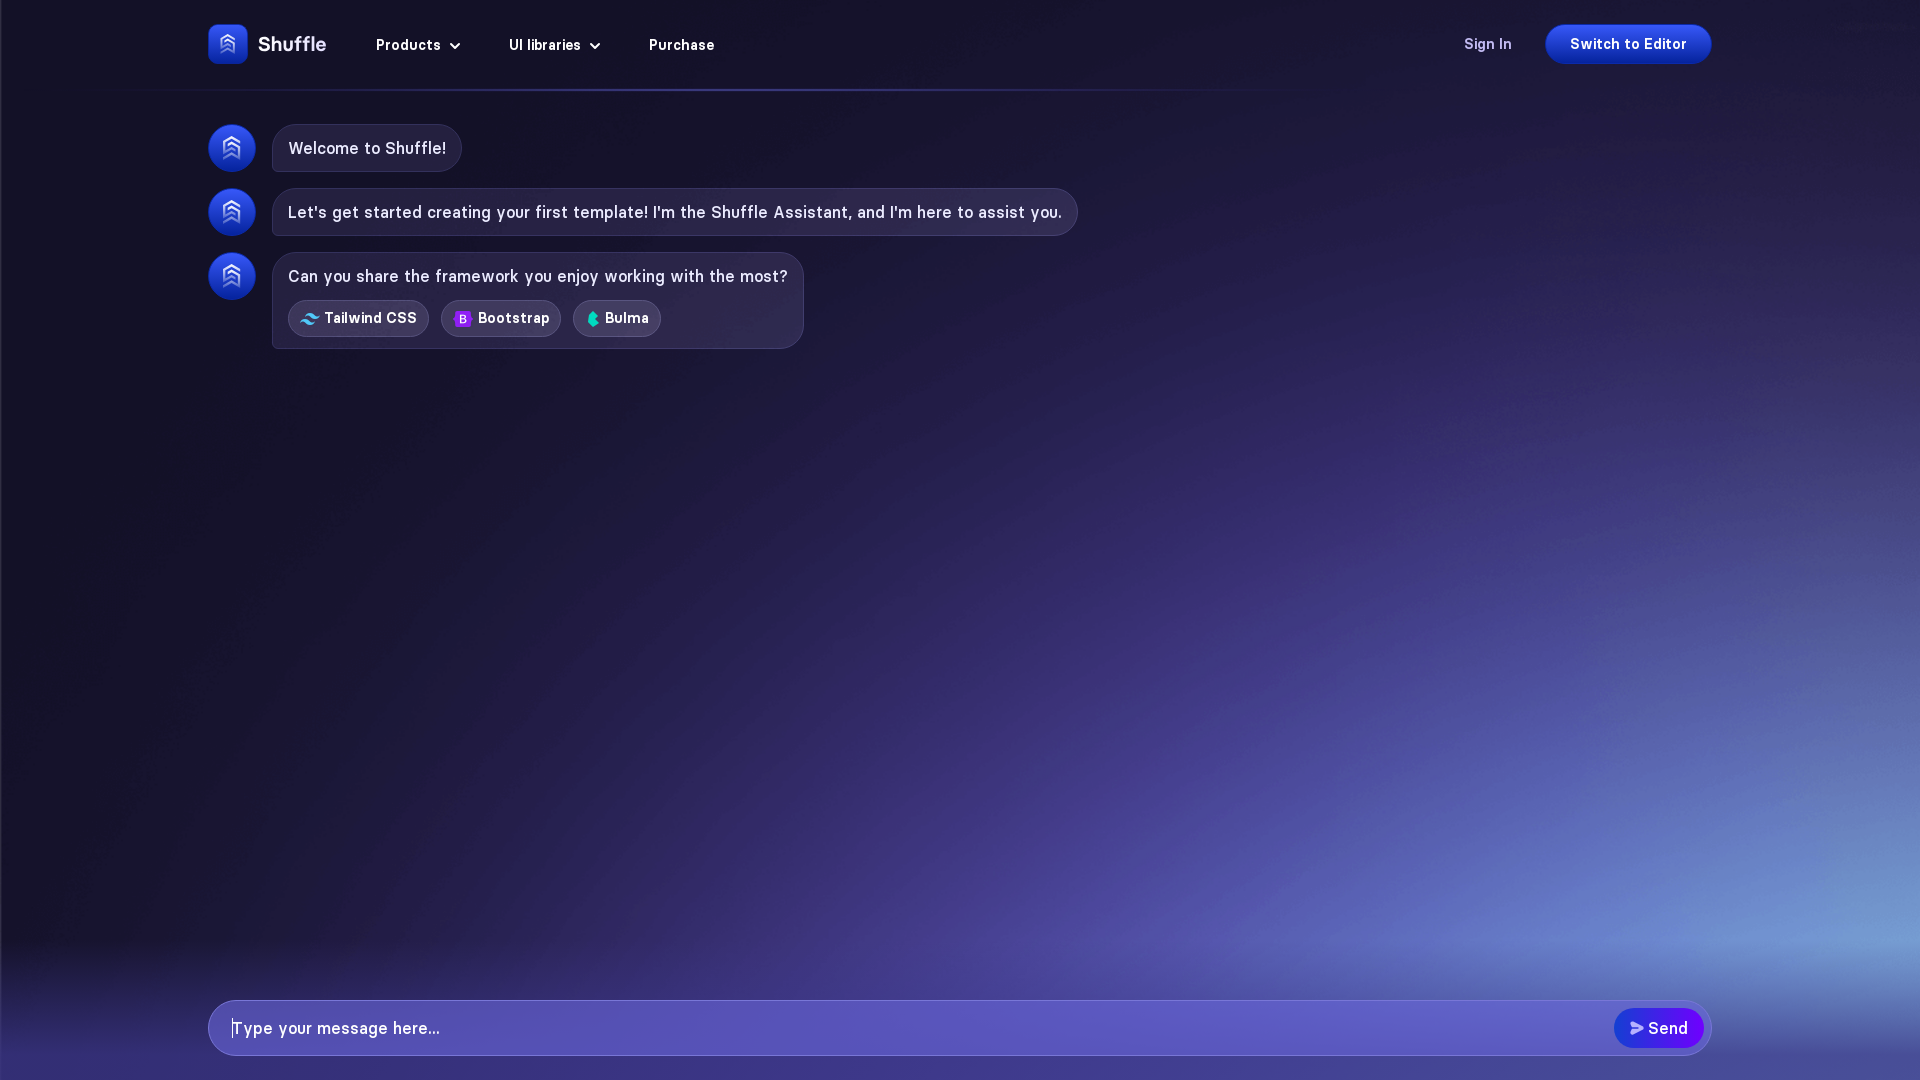 Shuffle
Products
UI libraries
Purchase
Sign In
Switch to Editor
Welcome to Shuffle!
Let's get started creating your first template! I'm the Shuffle Assistant, and I'm here to assist you.
Can you share the framework you enjoy working with the most?
Tailwind CSS
B Bootstrap
Bulma
Type your message here...
Send